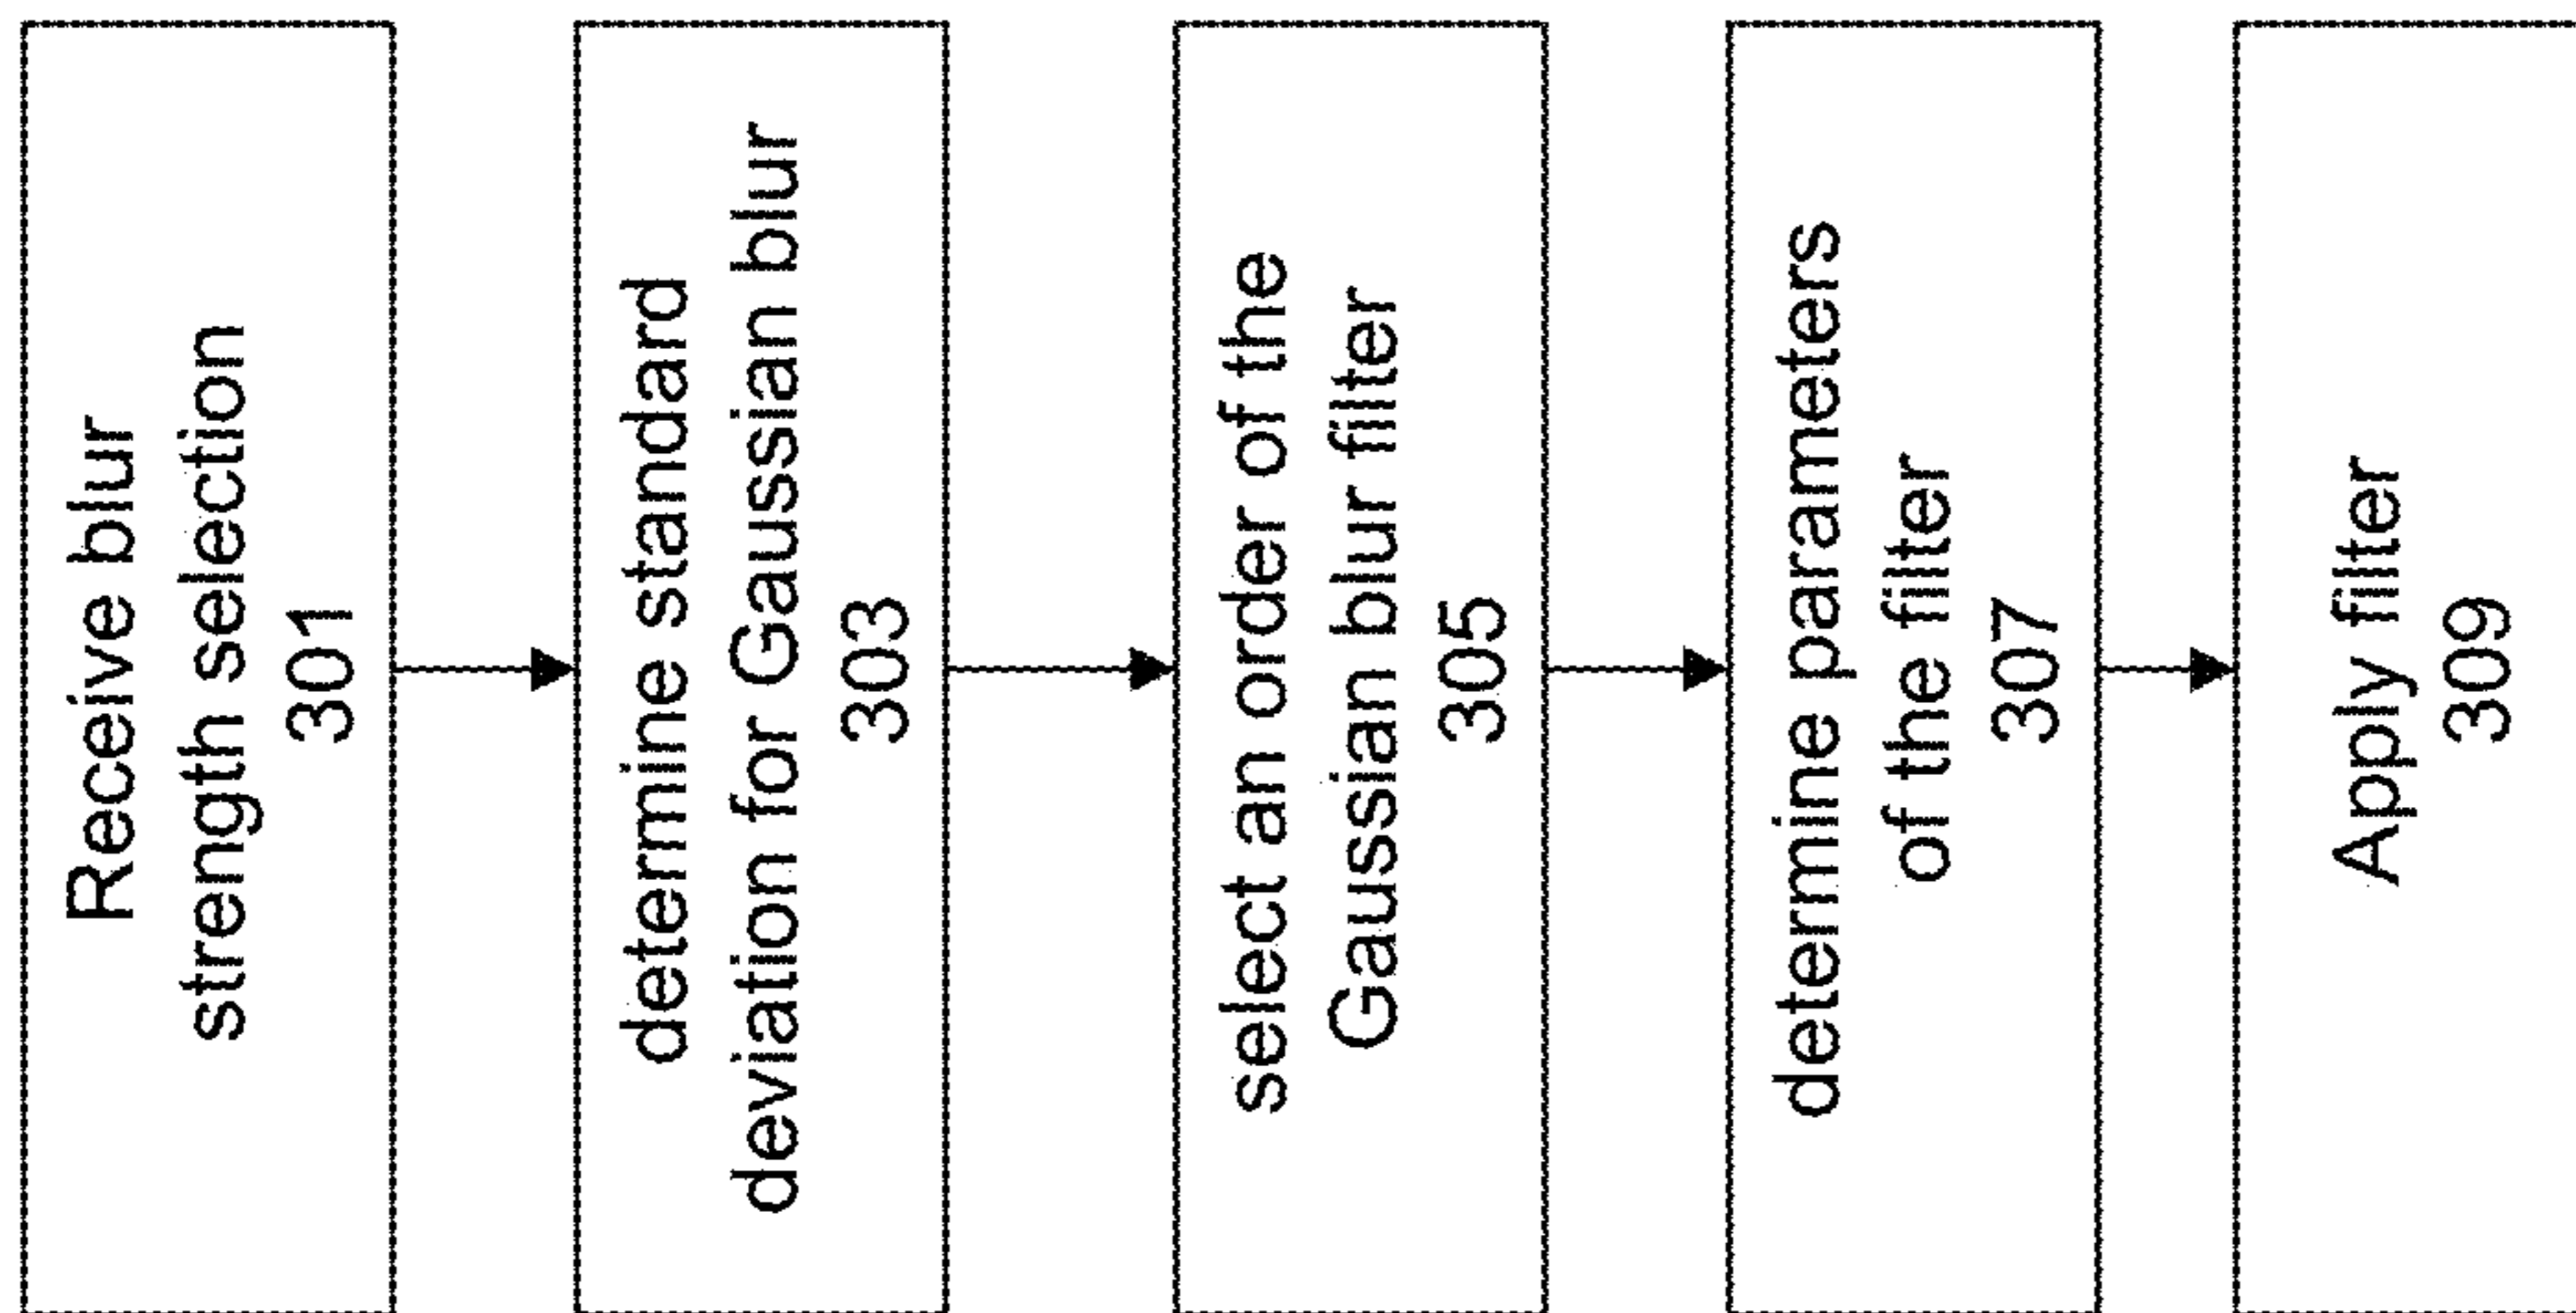 Receive blur
strength selection
301
determine standard
deviation for Gaussian blur
303
select an order of the
Gaussian blur filter
305
determine parameters
of the filter
307
Apply filter
309